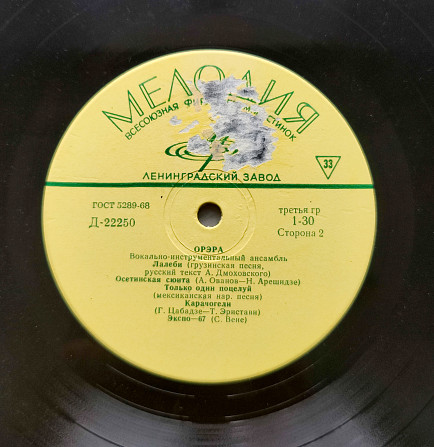 МЕЛОДИЯ
ВСЕСОЮЗНАЯ
ЛЕНИНГРАДСКИЙ ЗАВОД
33
ГОСТ 5289-68
Д-22250
третья гр
1-30
Сторона 2
ОРЭРА
Вокально-инструментальный ансамбль
Лалеби (грузинская песня,
русский текст А. Дмоховского)
Осетинская сюита (А. Ованов—Н. Арешидзе)
Только один поцелуй
(мексиканская нар. песня)
Карачогели
(Г. Цабадзе—Т. Эристави)
Экспо—67 (С. Вене)